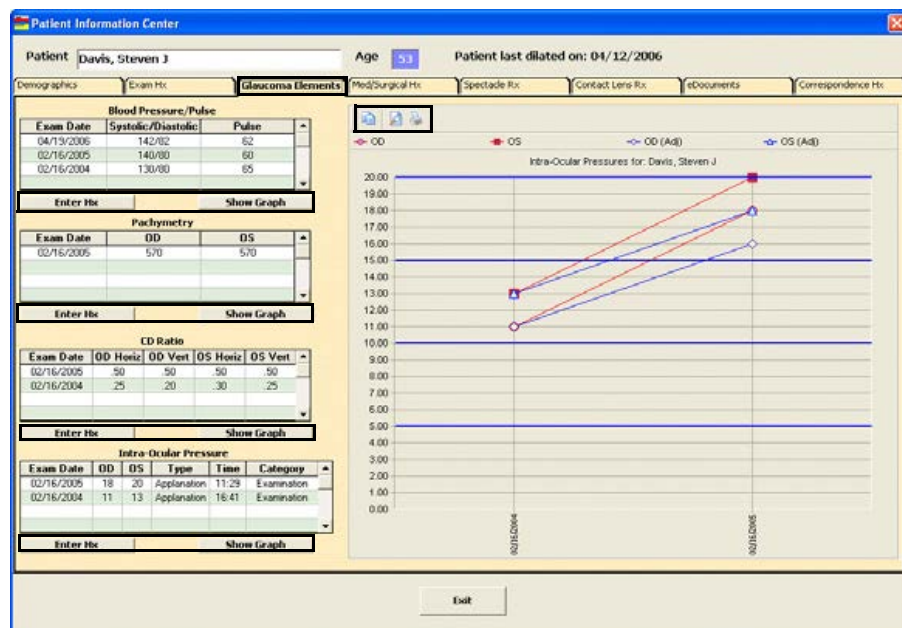 Patient Information Center
Patient Davis, Steven J Age 53 Patient last dilated on: 04/12/2006
Demographics Exam Hx Glaucoma Elements Med/Surgical Hx Spectacle Rx Contact Lens Rx eDocuments Correspondence Hx
Blood Pressure/Pulse
Exam Date Systolic/Diastolic Pulse
04/19/2006 142/82 62
02/16/2005 140/80 60
02/16/2004 130/80 65
Enter Hx Show Graph
Pachymetry
Exam Date OD OS
02/16/2005 570 570
Enter Hx Show Graph
CD Ratio
Exam Date OD Horiz OD Vert OS Horiz OS Vert
02/16/2005 .50 .50 .50 .50
02/16/2004 .25 .20 .30 .25
Enter Hx Show Graph
Intra-Ocular Pressure
Exam Date OD OS Type Time Category
02/16/2005 18 20 Applanation 11:29 Examination
02/16/2004 11 13 Applanation 16:41 Examination
Enter Hx Show Graph
OD OS OD (Adj) OS (Adj)
Intra-Ocular Pressures for: Davis, Steven J
20.00
19.00
18.00
17.00
16.00
15.00
14.00
13.00
12.00
11.00
10.00
9.00
8.00
7.00
6.00
5.00
4.00
3.00
2.00
1.00
0.00
02/16/2004 02/16/2005
Exit